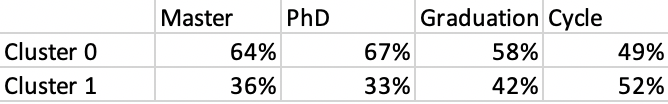 Master PhD Graduation Cycle
Cluster 0 64% 67% 58% 49%
Cluster 1 36% 33% 42% 52%